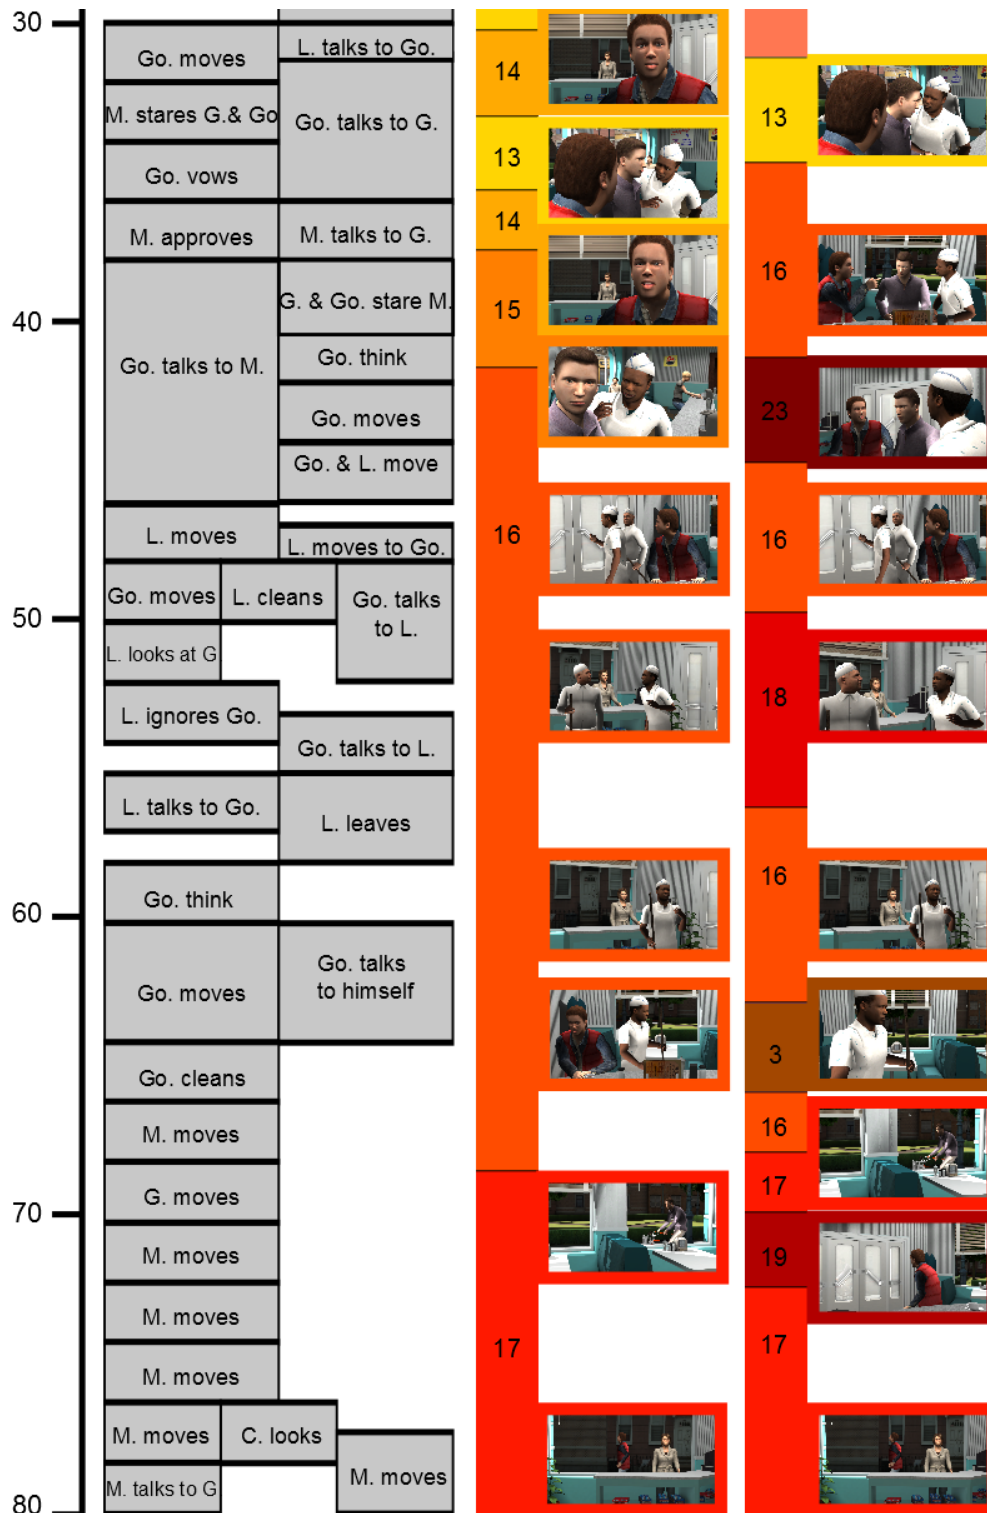 30
L. talks to Go.
Go. moves
M. stares G.& Go
Go. talks to G.
Go. vows
M. approves
M. talks to G.
G. & Go. stare M.
40
Go. talks to M.
Go. think
Go. moves
Go. & L. move
L. moves
L. moves to Go.
Go. moves
L. cleans
Go. talks
to L.
50
L. looks at G
L. ignores Go.
Go. talks to L.
L. talks to Go.
L. leaves
Go. think
60
Go. moves
Go. talks
to himself
Go. cleans
M. moves
G. moves
70
M. moves
M. moves
M. moves
M. moves
C. looks
M. moves
M. talks to G
80
14
13
14
15
16
17
13
16
23
16
18
16
3
16
17
19
17